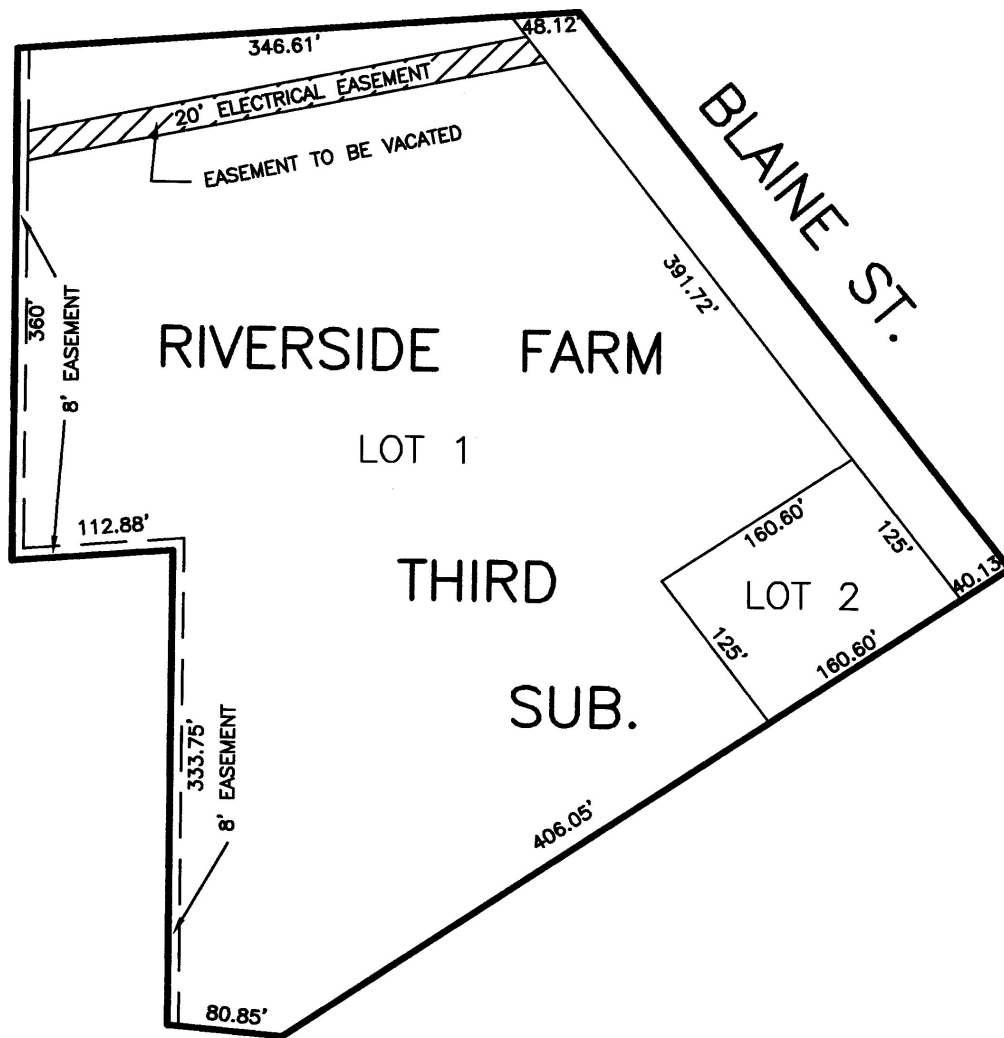 48.12'
346.61'
20' ELECTRICAL EASEMENT
EASEMENT TO BE VACATED
BLAINE ST.
391.72'
360'
8' EASEMENT
RIVERSIDE FARM
LOT 1
112.88'
160.60'
125'
40.13'
THIRD
LOT 2
125'
160.60'
SUB.
333.75'
8' EASEMENT
406.05'
80.85'